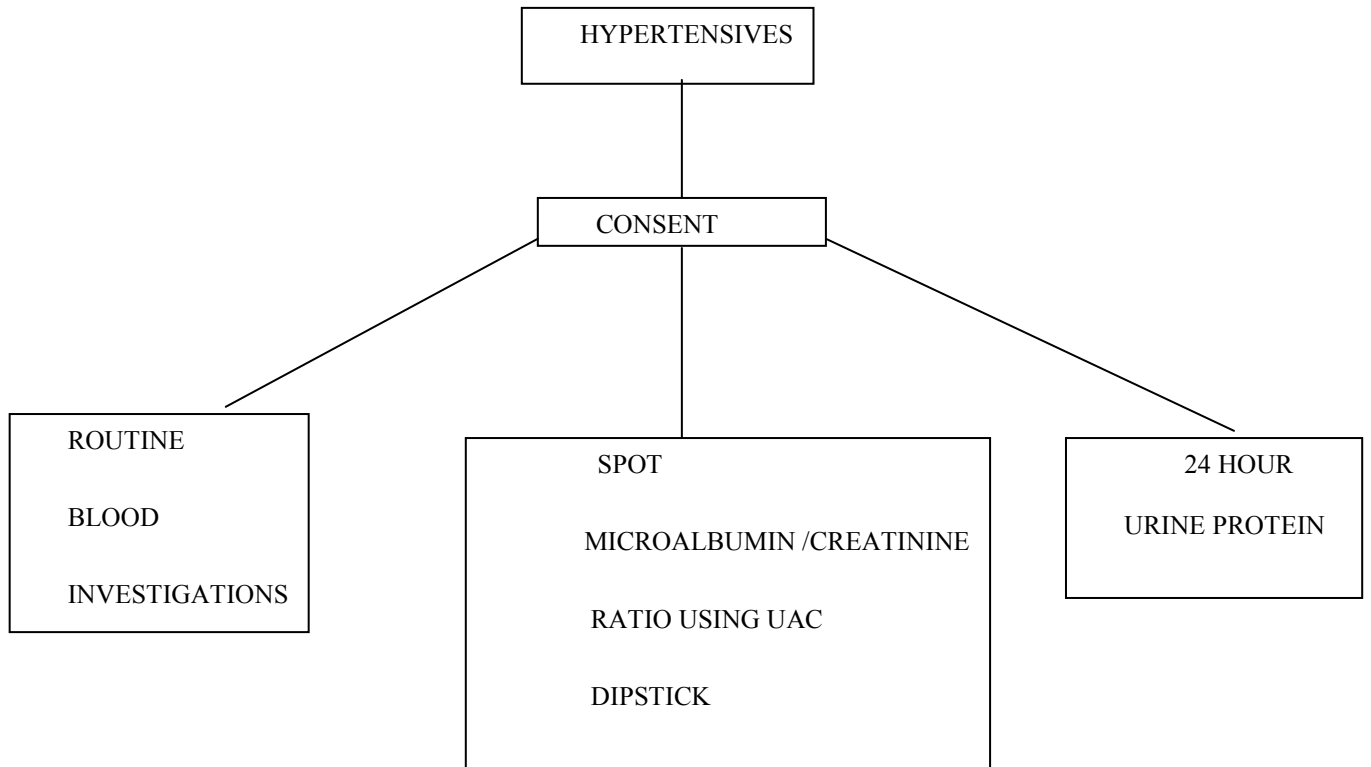 HYPERTENSIVES
CONSENT
ROUTINE
BLOOD
INVESTIGATIONS
SPOT
MICROALBUMIN /CREATININE
RATIO USING UAC
DIPSTICK
24 HOUR
URINE PROTEIN